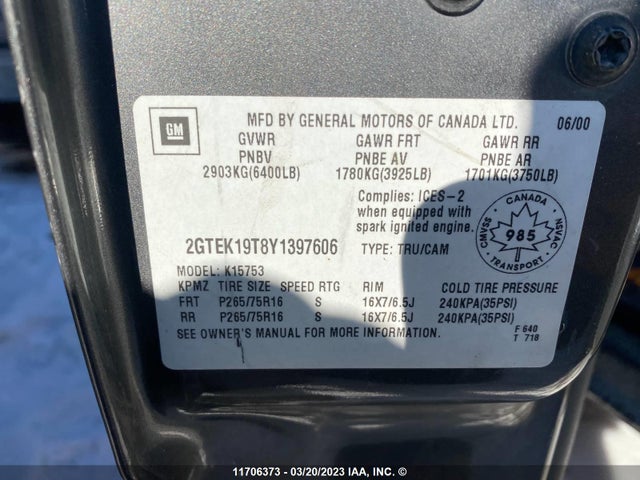 GM
MFD BY GENERAL MOTORS OF CANADA LTD. 06/00
GVWR GAWR FRT GAWR RR
PNBV PNBE AV PNBE AR
2903KG(6400LB) 1780KG(3925LB) 1701KG(3750LB)
Complies: ICES-2
when equipped with
spark ignited engine.
CANADA
CMVSS 985 NSVAC
TRANSPORT
2GTEK19T8Y1397606 TYPE: TRU/CAM
MODEL: K15753
KPMZ TIRE SIZE SPEED RTG RIM COLD TIRE PRESSURE
FRT P265/75R16 S 16X7/6.5J 240KPA(35PSI)
RR P265/75R16 S 16X7/6.5J 240KPA(35PSI)
SEE OWNER'S MANUAL FOR MORE INFORMATION.
F 640
T 718
11706373 - 03/20/2023 IAA, INC. ©